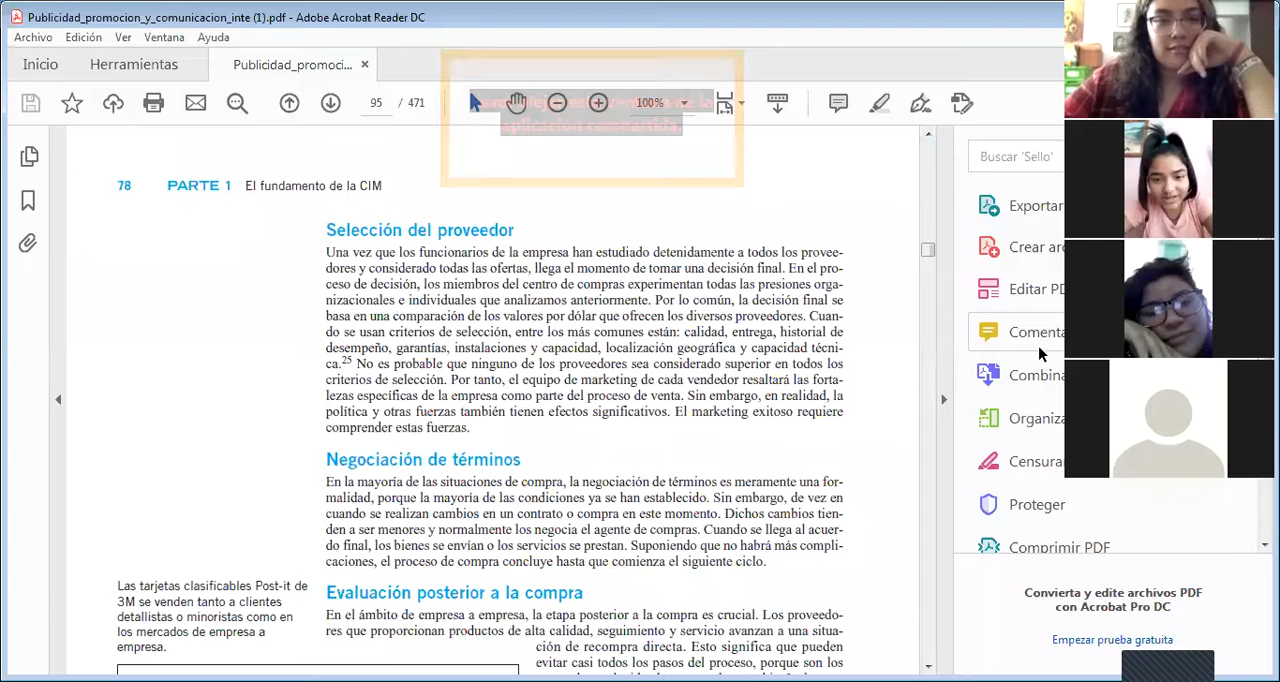 Publicidad_promocion_y_comunicacion_inte (1).pdf - Adobe Acrobat Reader DC
Archivo Edición Ver Ventana Ayuda
Inicio Herramientas Publicidad_promoci... ×
95 / 471 100%
aplicación compartida.
78 PARTE 1 El fundamento de la CIM
Selección del proveedor
Una vez que los funcionarios de la empresa han estudiado detenidamente a todos los provee-
dores y considerado todas las ofertas, llega el momento de tomar una decisión final. En el pro-
ceso de decisión, los miembros del centro de compras experimentan todas las presiones orga-
nizacionales e individuales que analizamos anteriormente. Por lo común, la decisión final se
basa en una comparación de los valores por dólar que ofrecen los diversos proveedores. Cuan-
do se usan criterios de selección, entre los más comunes están: calidad, entrega, historial de
desempeño, garantías, instalaciones y capacidad, localización geográfica y capacidad técni-
ca.25 No es probable que ninguno de los proveedores sea considerado superior en todos los
criterios de selección. Por tanto, el equipo de marketing de cada vendedor resaltará las forta-
lezas específicas de la empresa como parte del proceso de venta. Sin embargo, en realidad, la
política y otras fuerzas también tienen efectos significativos. El marketing exitoso requiere
comprender estas fuerzas.
Negociación de términos
En la mayoría de las situaciones de compra, la negociación de términos es meramente una for-
malidad, porque la mayoría de las condiciones ya se han establecido. Sin embargo, de vez en
cuando se realizan cambios en un contrato o compra en este momento. Dichos cambios tien-
den a ser menores y normalmente los negocia el agente de compras. Cuando se llega al acuer-
do final, los bienes se envían o los servicios se prestan. Suponiendo que no habrá más compli-
caciones, el proceso de compra concluye hasta que comienza el siguiente ciclo.
Las tarjetas clasificables Post-it de
3M se venden tanto a clientes
detallistas o minoristas como en
los mercados de empresa a
empresa.
Evaluación posterior a la compra
En el ámbito de empresa a empresa, la etapa posterior a la compra es crucial. Los proveedo-
res que proporcionan productos de alta calidad, seguimiento y servicio avanzan a una situa-
ción de recompra directa. Esto significa que pueden
evitar casi todos los pasos del proceso, porque son los
Buscar 'Sello'
Exportar
Crear
Editar
Comenta
Combina
Organiza
Censurar
Proteger
Comprimir PDF
Convierta y edite archivos PDF
con Acrobat Pro DC
Empezar prueba gratuita